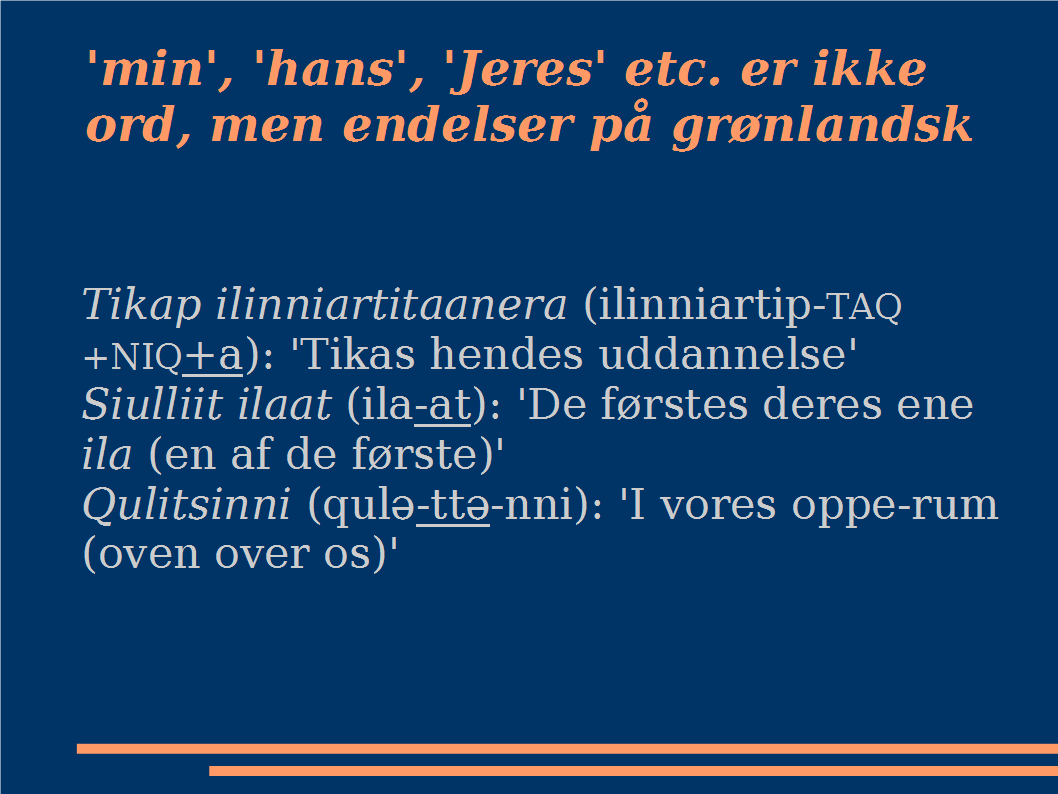 'min', 'hans', 'Jeres' etc. er ikke
ord, men endelser på grønlandsk
Tikap ilinniartitaanera (ilinniartip-TAQ
+NIQ+a): 'Tikas hendes uddannelse'
Siulliit ilaat (ila-at): 'De førstes deres ene
ila (en af de første)'
Qulitsinni (qulə-ttə-nni): 'I vores oppe-rum
(oven over os)'